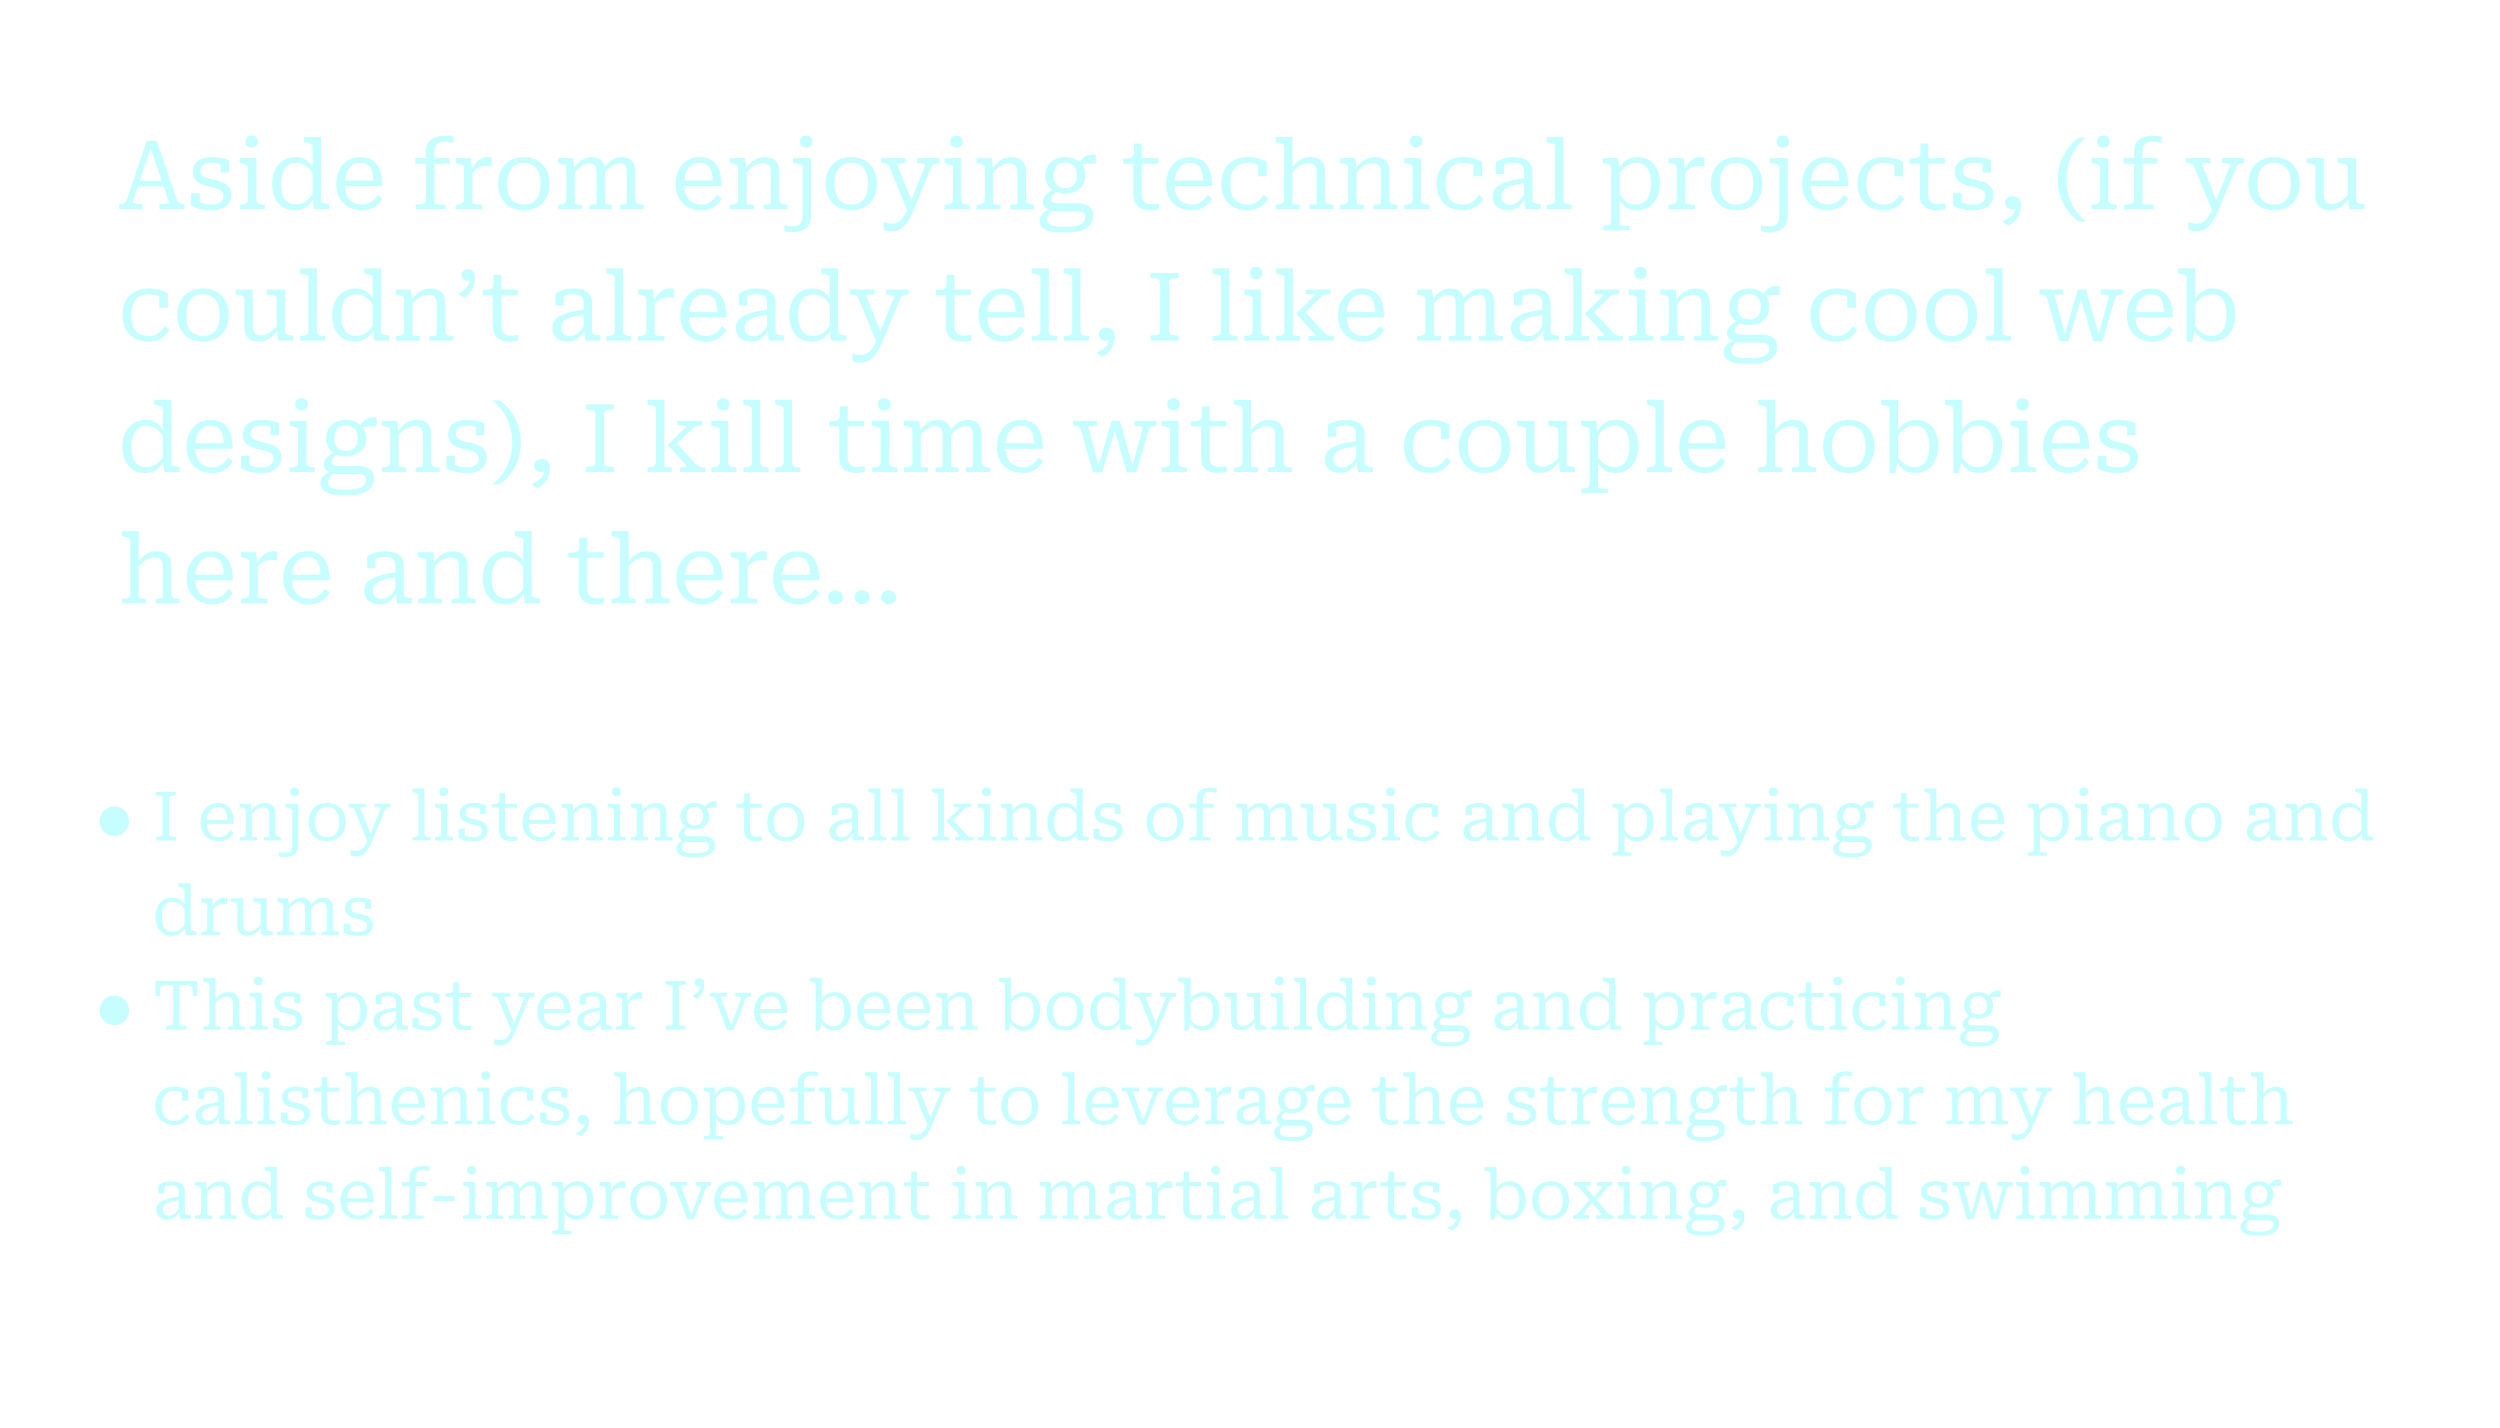 Aside from enjoying technical projects, (if you
couldn’t already tell, I like making cool web
designs), I kill time with a couple hobbies
here and there...
● I enjoy listening to all kinds of music and playing the piano and
drums
● This past year I’ve been bodybuilding and practicing
calisthenics, hopefully to leverage the strength for my health
and self-improvement in martial arts, boxing, and swimming